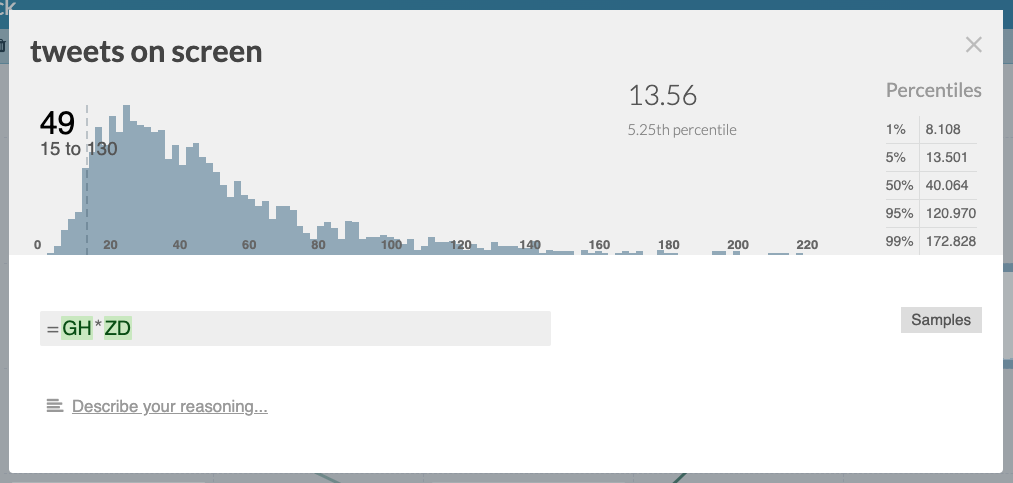 ck
tweets on screen
49
15 to 130
13.56
5.25th percentile
Percentiles
1% 8.108
5% 13.501
50% 40.064
95% 120.970
99% 172.828
0 20 40 60 80 100 120 140 160 180 200 220
=GH*ZD
Samples
Describe your reasoning...